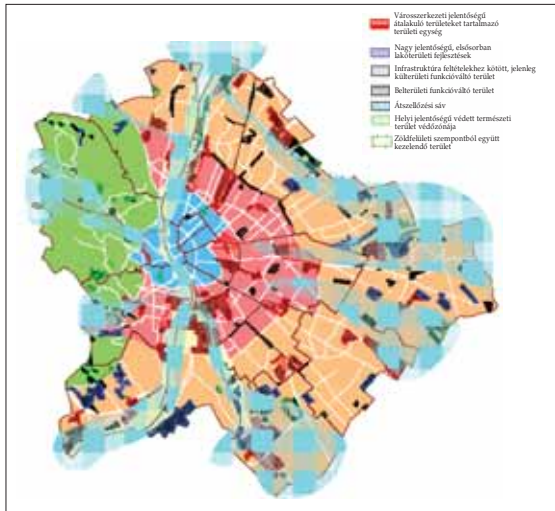 Városszerkezeti jelentőségű
átalakuló területeket tartalmazó
területi egység
Nagy jelentőségű, elsősorban
lakóterületi fejlesztések
Infrastruktúra feltételekhez kötött, jelenleg
külterületi funkcióváltó terület
Belterületi funkcióváltó terület
Átszellőzési sáv
Helyi jelentőségű védett természeti
terület védőzónája
Zöldfelületi szempontból együtt
kezelendő terület